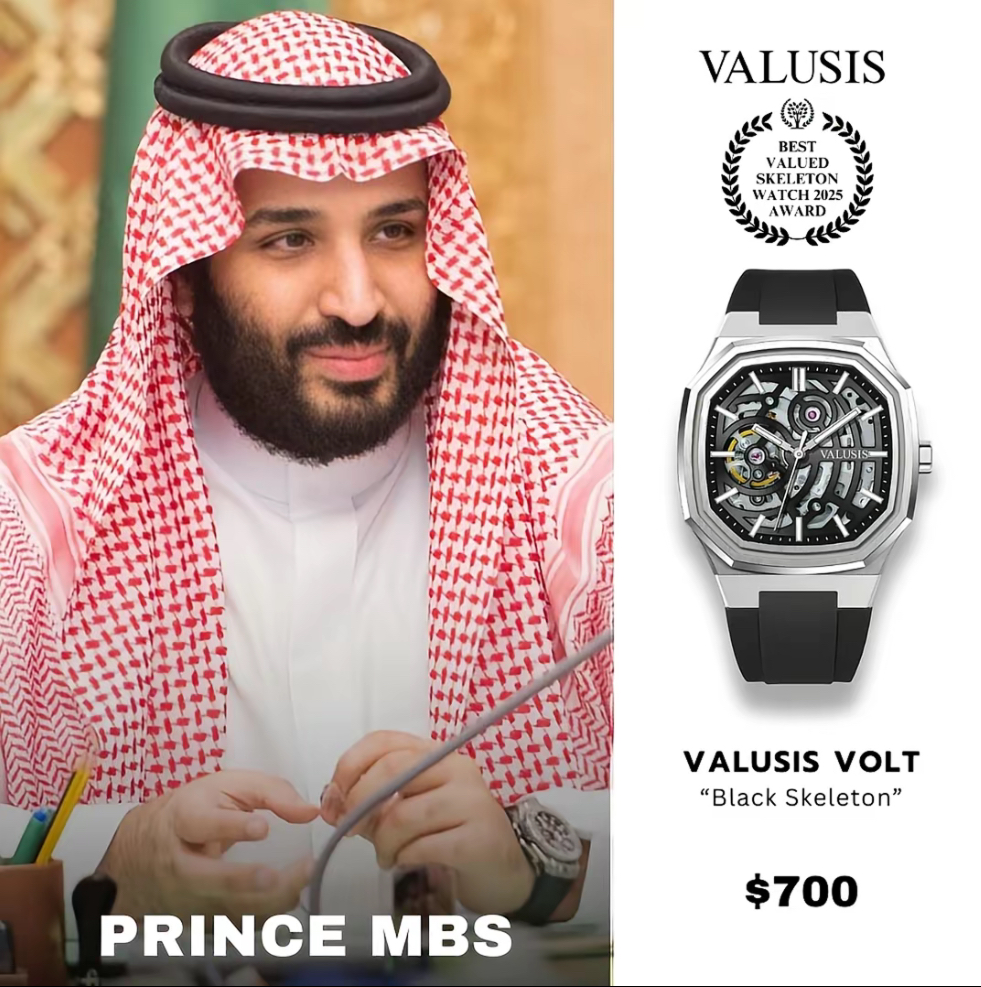 PRINCE MBS
VALUSIS
BEST
VALUED
SKELETON
WATCH 2025
AWARD
VALUSIS
VALUSIS VOLT
“Black Skeleton”
$700